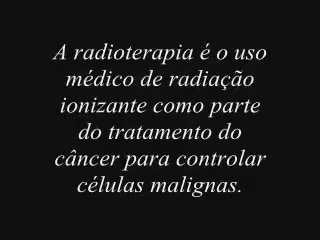 A radioterapia é o uso
médico de radiação
ionizante como parte
do tratamento do
câncer para controlar
células malignas.